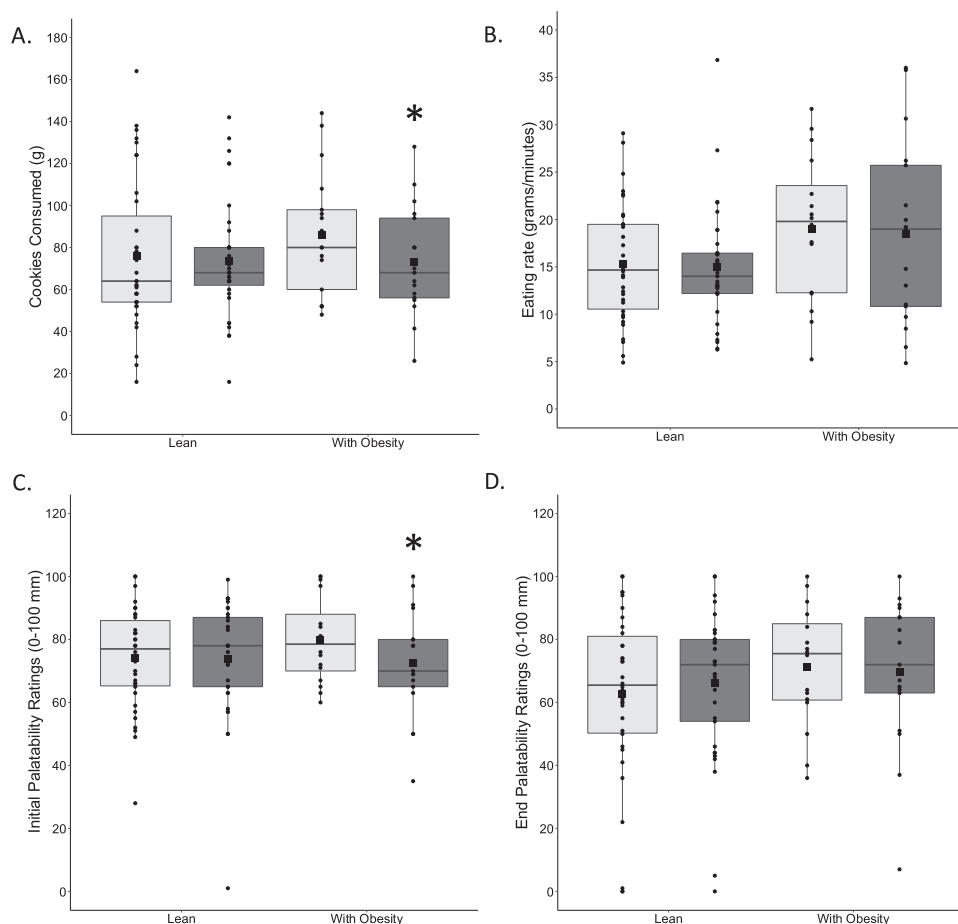 A.
Cookies Consumed (g)
180
160
140
120
100
80
60
40
20
0
*
Lean
With Obesity
B.
Eating rate (grams/minutes)
40
35
30
25
20
15
10
5
0
Lean
With Obesity
C.
Initial Palatability Ratings (0-100 mm)
120
100
80
60
40
20
0
*
Lean
With Obesity
D.
End Palatability Ratings (0-100 mm)
120
100
80
60
40
20
0
Lean
With Obesity